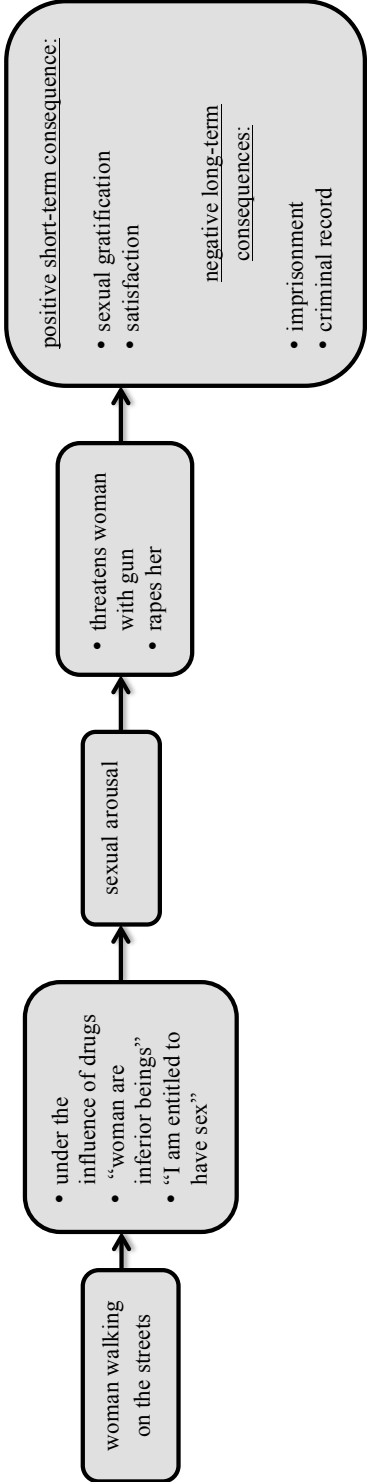 woman walking
on the streets
• under the
influence of drugs
• “woman are
inferior beings”
• “I am entitled to
have sex”
sexual arousal
• threatens woman
with gun
• rapes her
positive short-term consequence:
• sexual gratification
• satisfaction
negative long-term
consequences:
• imprisonment
• criminal record